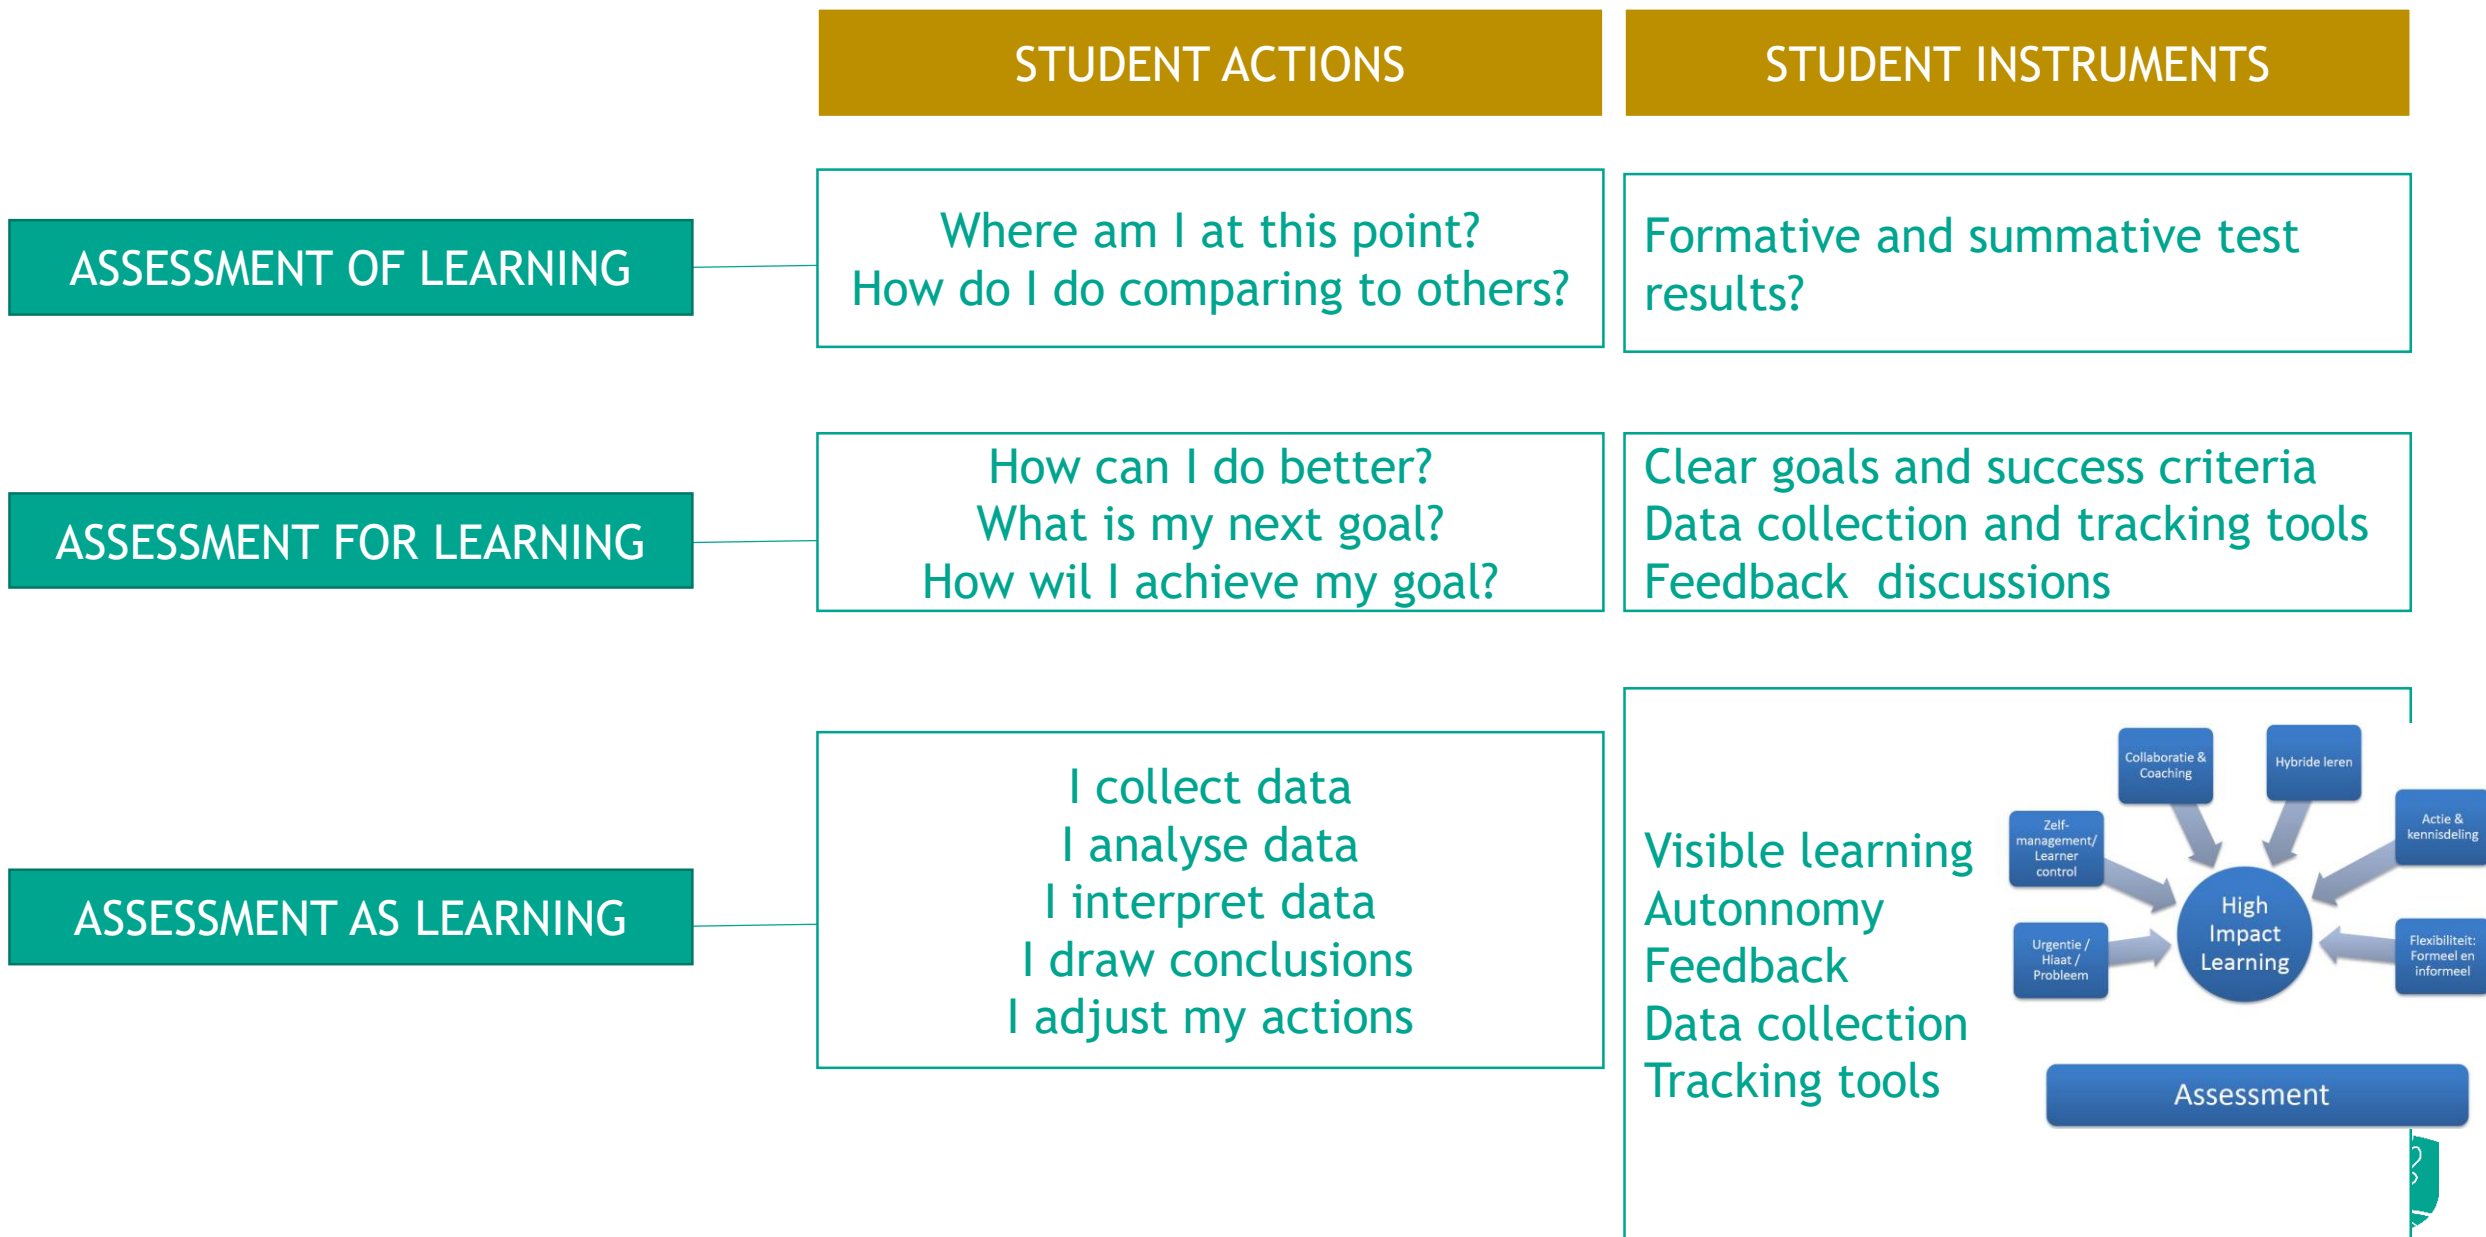 STUDENT ACTIONS
STUDENT INSTRUMENTS
ASSESSMENT OF LEARNING
Where am I at this point?
How do I do comparing to others?
Formative and summative test
results?
ASSESSMENT FOR LEARNING
How can I do better?
What is my next goal?
How wil I achieve my goal?
Clear goals and success criteria
Data collection and tracking tools
Feedback  discussions
ASSESSMENT AS LEARNING
I collect data
I analyse data
I interpret data
I draw conclusions
I adjust my actions
Visible learning
Autonnomy
Feedback
Data collection
Tracking tools
Urgentie /
Hiaat /
Probleem
Zelf-
management/
Learner
control
Collaboratie &
Coaching
Hybride leren
Actie &
kennisdeling
Flexibiliteit:
Formeel en
informeel
High
Impact
Learning
Assessment